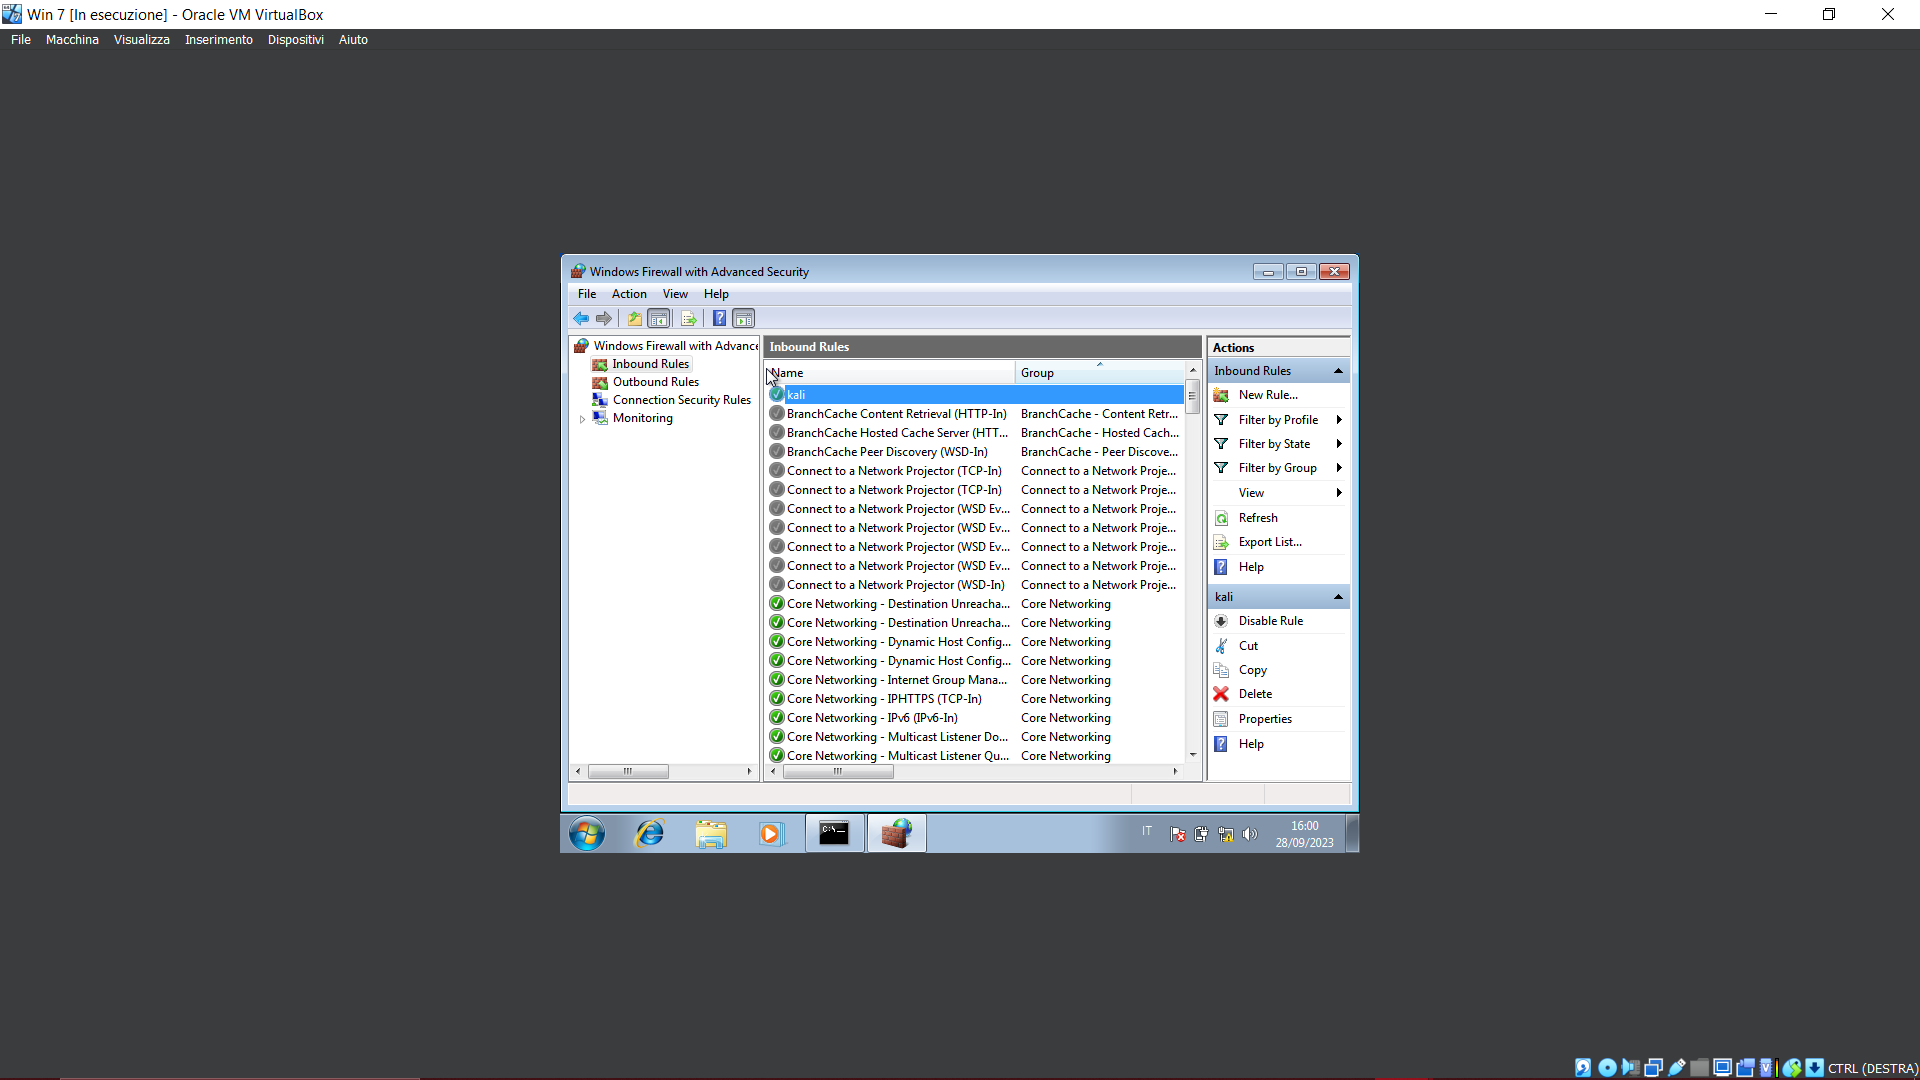 Win 7 [In esecuzione] - Oracle VM VirtualBox
File Macchina Visualizza Inserimento Dispositivi Aiuto
Windows Firewall with Advanced Security
File Action View Help
Windows Firewall with Advance
Inbound Rules
Outbound Rules
Connection Security Rules
Monitoring
Inbound Rules
Name Group
kali
BranchCache Content Retrieval (HTTP-In) BranchCache - Content Retr...
BranchCache Hosted Cache Server (HTT... BranchCache - Hosted Cach...
BranchCache Peer Discovery (WSD-In) BranchCache - Peer Discove...
Connect to a Network Projector (TCP-In) Connect to a Network Proje...
Connect to a Network Projector (TCP-In) Connect to a Network Proje...
Connect to a Network Projector (WSD Ev... Connect to a Network Proje...
Connect to a Network Projector (WSD Ev... Connect to a Network Proje...
Connect to a Network Projector (WSD Ev... Connect to a Network Proje...
Connect to a Network Projector (WSD Ev... Connect to a Network Proje...
Connect to a Network Projector (WSD-In) Connect to a Network Proje...
Core Networking - Destination Unreacha... Core Networking
Core Networking - Destination Unreacha... Core Networking
Core Networking - Dynamic Host Config... Core Networking
Core Networking - Dynamic Host Config... Core Networking
Core Networking - Internet Group Mana... Core Networking
Core Networking - IPHTTPS (TCP-In) Core Networking
Core Networking - IPv6 (IPv6-In) Core Networking
Core Networking - Multicast Listener Do... Core Networking
Core Networking - Multicast Listener Qu... Core Networking
Actions
Inbound Rules
New Rule...
Filter by Profile
Filter by State
Filter by Group
View
Refresh
Export List...
Help
kali
Disable Rule
Cut
Copy
Delete
Properties
Help
C:\_
IT
16:00
28/09/2023
CTRL (DESTRA)